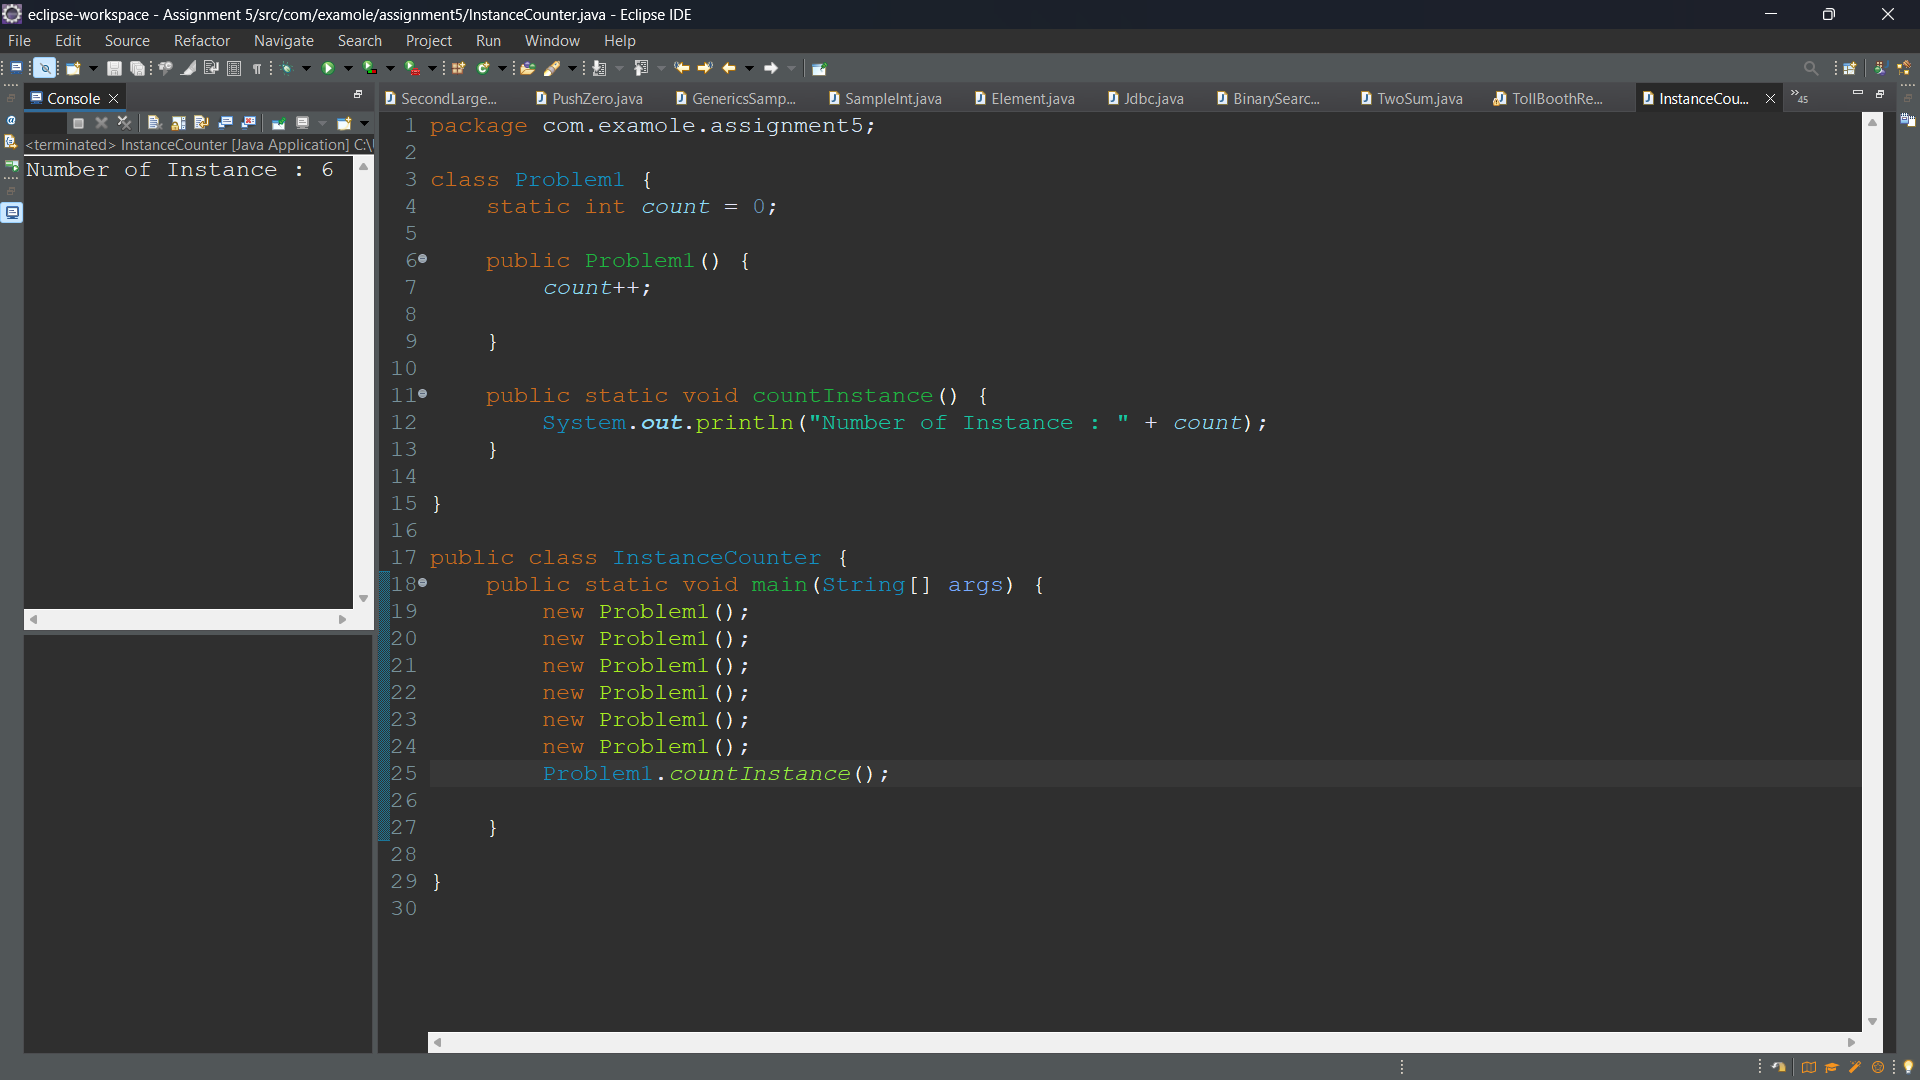 eclipse-workspace - Assignment 5/src/com/examole/assignment5/InstanceCounter.java - Eclipse IDE
File Edit Source Refactor Navigate Search Project Run Window Help
Console
<terminated> InstanceCounter [Java Application] C:\
Number of Instance : 6
SecondLarge... PushZero.java GenericsSamp... SampleInt.java Element.java Jdbc.java BinarySearc... TwoSum.java TollBoothRe... InstanceCou... »45
1 package com.examole.assignment5;
2
3 class Problem1 {
4 static int count = 0;
5
6 public Problem1() {
7 count++;
8
9 }
10
11 public static void countInstance() {
12 System.out.println("Number of Instance : " + count);
13 }
14
15 }
16
17 public class InstanceCounter {
18 public static void main(String[] args) {
19 new Problem1();
20 new Problem1();
21 new Problem1();
22 new Problem1();
23 new Problem1();
24 new Problem1();
25 Problem1.countInstance();
26
27 }
28
29 }
30